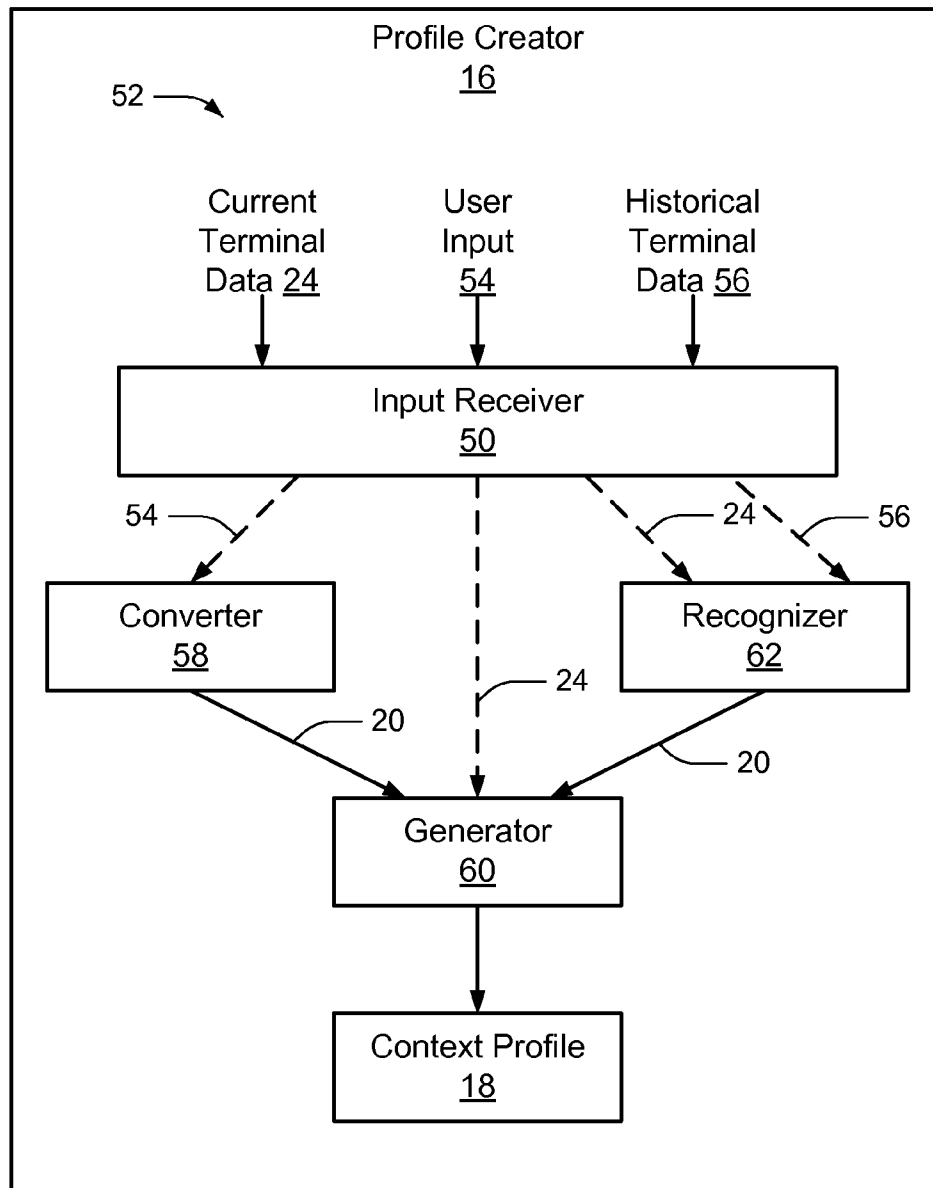 Profile Creator
16
52
Current
Terminal
Data 24
User
Input
54
Historical
Terminal
Data 56
Input Receiver
50
54
24
56
Converter
58
Recognizer
62
24
20
20
Generator
60
Context Profile
18